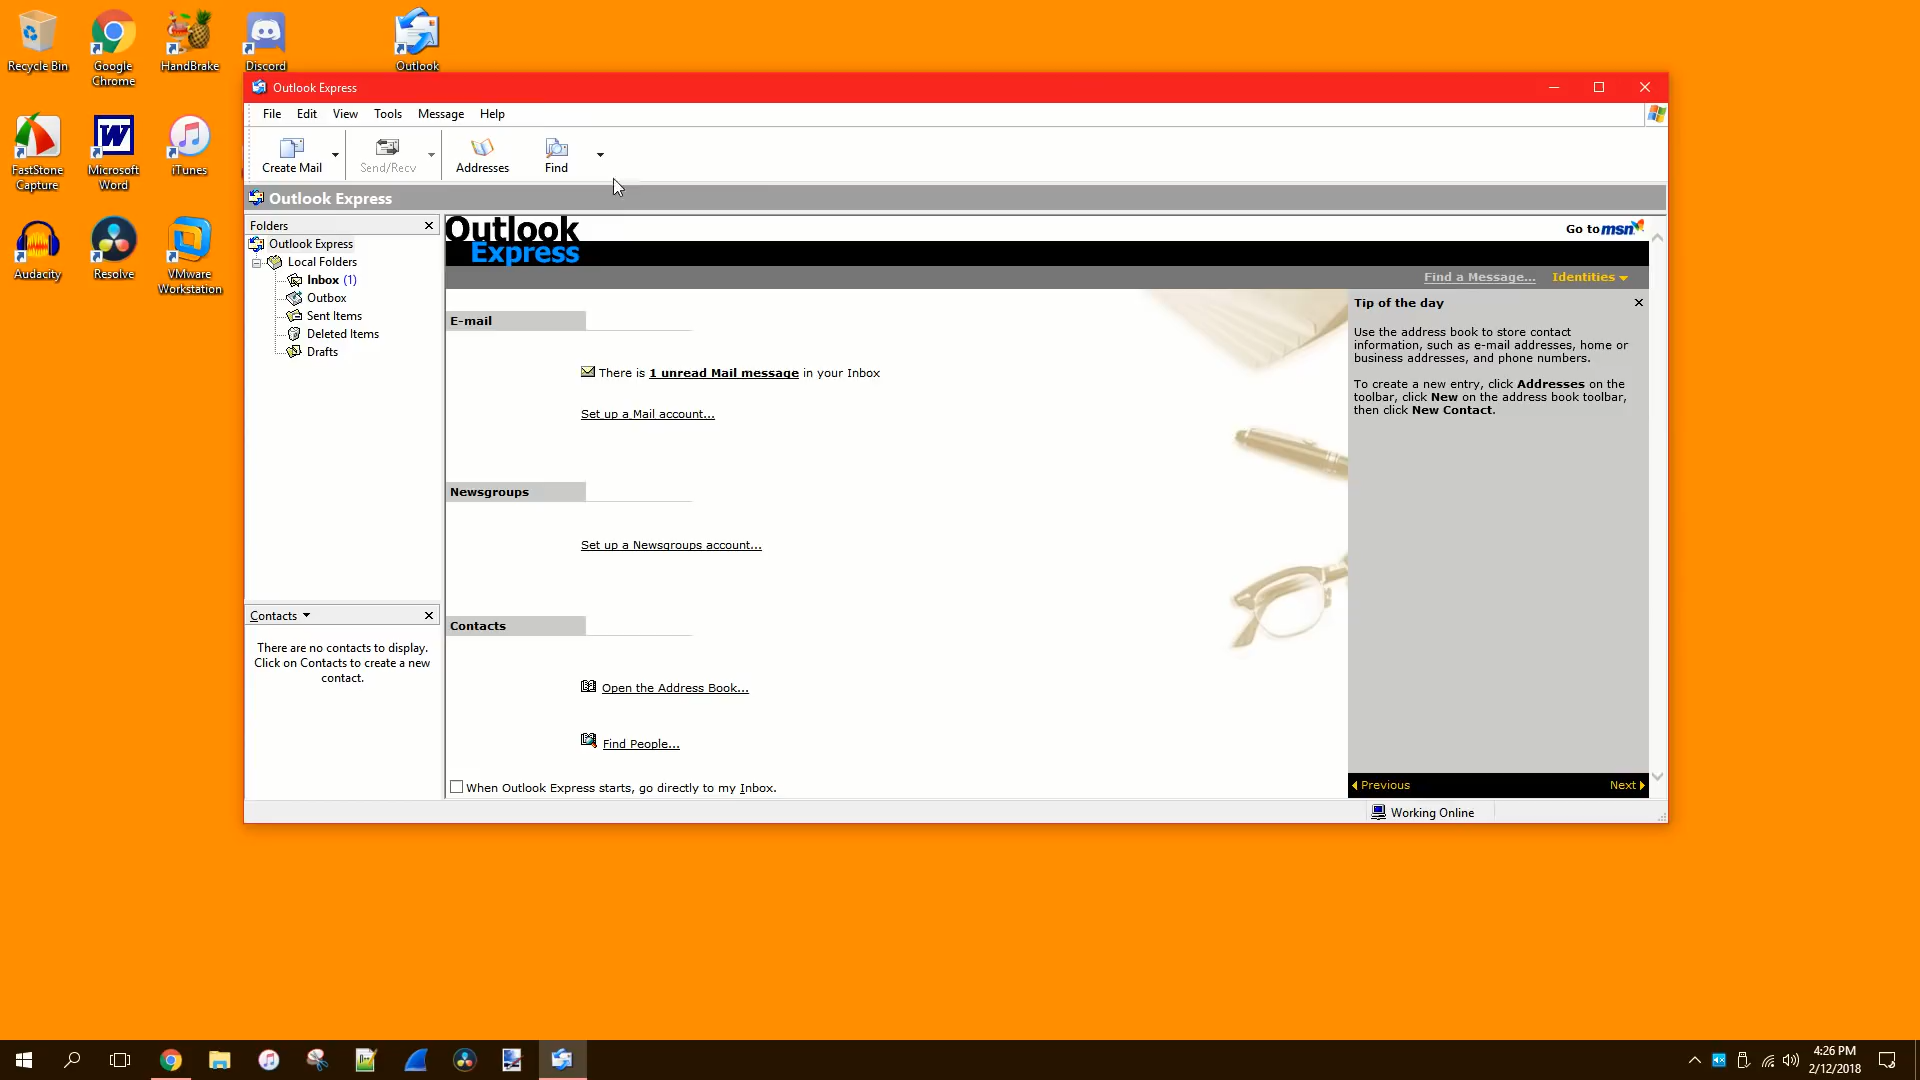 Recycle Bin
Google
Chrome
HandBrake
Discord
Outlook
FastStone
Capture
Microsoft
Word
iTunes
Audacity
Resolve
VMware
Workstation
Outlook Express
File Edit View Tools Message Help
Create Mail Send/Recv Addresses Find
Outlook Express
Folders
Outlook Express
Local Folders
Inbox (1)
Outbox
Sent Items
Deleted Items
Drafts
Contacts
There are no contacts to display.
Click on Contacts to create a new
contact.
Outlook
Express
Go to msn
Find a Message... Identities
E-mail
There is 1 unread Mail message in your Inbox
Set up a Mail account...
Newsgroups
Set up a Newsgroups account...
Contacts
Open the Address Book...
Find People...
When Outlook Express starts, go directly to my Inbox.
Tip of the day
Use the address book to store contact
information, such as e-mail addresses, home or
business addresses, and phone numbers.
To create a new entry, click Addresses on the
toolbar, click New on the address book toolbar,
then click New Contact.
Previous Next
Working Online
4:26 PM
2/12/2018